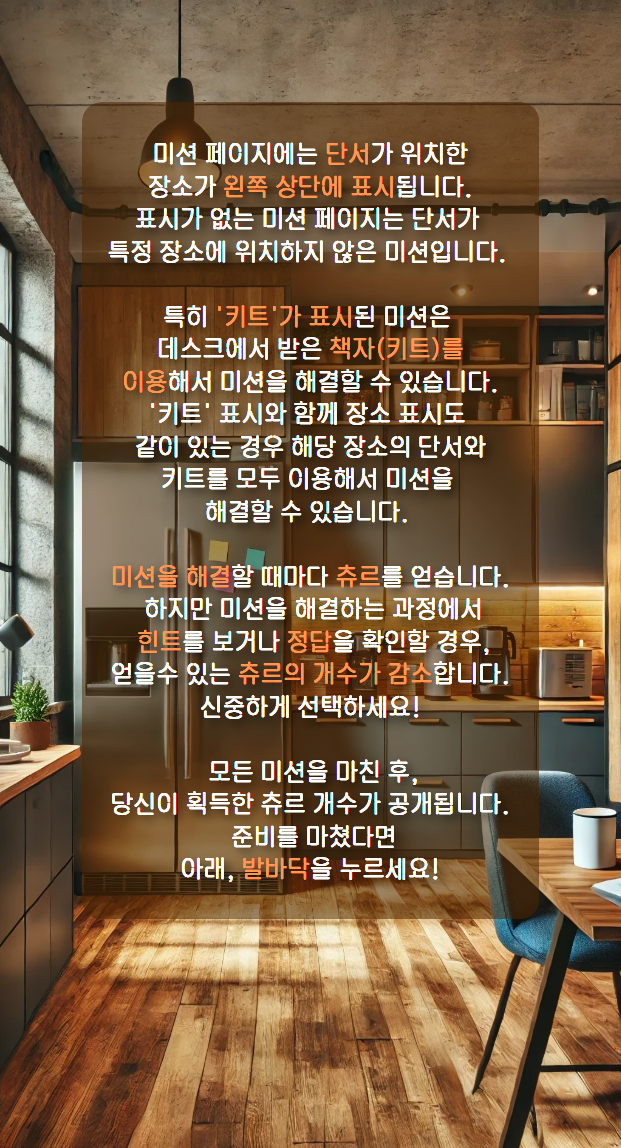 미션 페이지에는 단서가 위치한
장소가 왼쪽 상단에 표시됩니다.
표시가 없는 미션 페이지는 단서가
특정 장소에 위치하지 않은 미션입니다.
특히 '키트'가 표시된 미션은
데스크에서 받은 책자(키트)를
이용해서 미션을 해결할 수 있습니다.
'키트' 표시와 함께 장소 표시도
같이 있는 경우 해당 장소의 단서와
키트를 모두 이용해서 미션을
해결할 수 있습니다.
미션을 해결할 때마다 츄르를 얻습니다.
하지만 미션을 해결하는 과정에서
힌트를 보거나 정답을 확인할 경우,
얻을수 있는 츄르의 개수가 감소합니다.
신중하게 선택하세요!
모든 미션을 마친 후,
당신이 획득한 츄르 개수가 공개됩니다.
준비를 마쳤다면
아래, 발바닥을 누르세요!